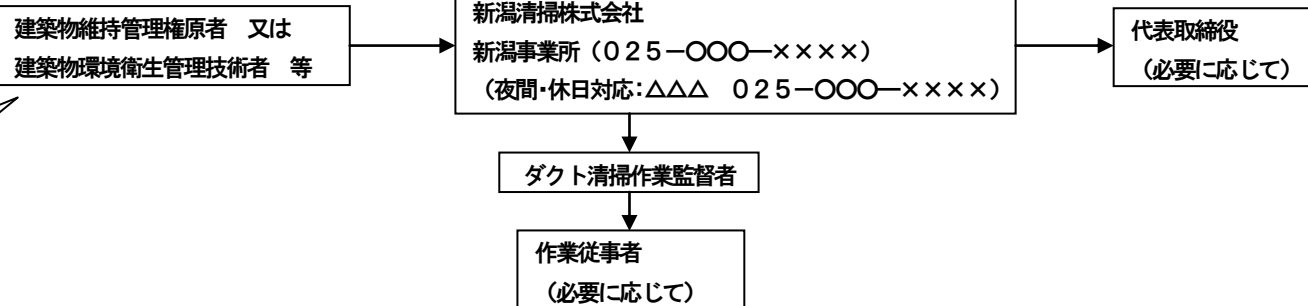 建築物維持管理権原者　又は
建築物環境衛生管理技術者　等
新潟清掃株式会社
新潟事業所（０２５－〇〇〇―××××）
（夜間・休日対応：△△△　０２５－〇〇〇―××××）
代表取締役
（必要に応じて）
ダクト清掃作業監督者
作業従事者
（必要に応じて）